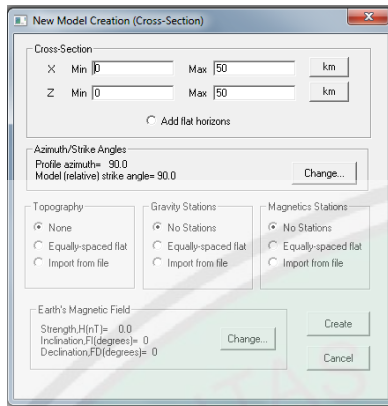 New Model Creation (Cross-Section)
Cross-Section
X Min 0 Max 50 km
Z Min 0 Max 50 km
Add flat horizons
Azimuth/Strike Angles
Profile azimuth= 90.0
Model (relative) strike angle= 90.0
Change...
Topography
None
Equally-spaced flat
Import from file
Gravity Stations
No Stations
Equally-spaced flat
Import from file
Magnetics Stations
No Stations
Equally-spaced flat
Import from file
Earth's Magnetic Field
Strength,H(nT)= 0.0
Inclination,FI(degrees)= 0
Declination,FD(degrees)= 0
Change...
Create
Cancel